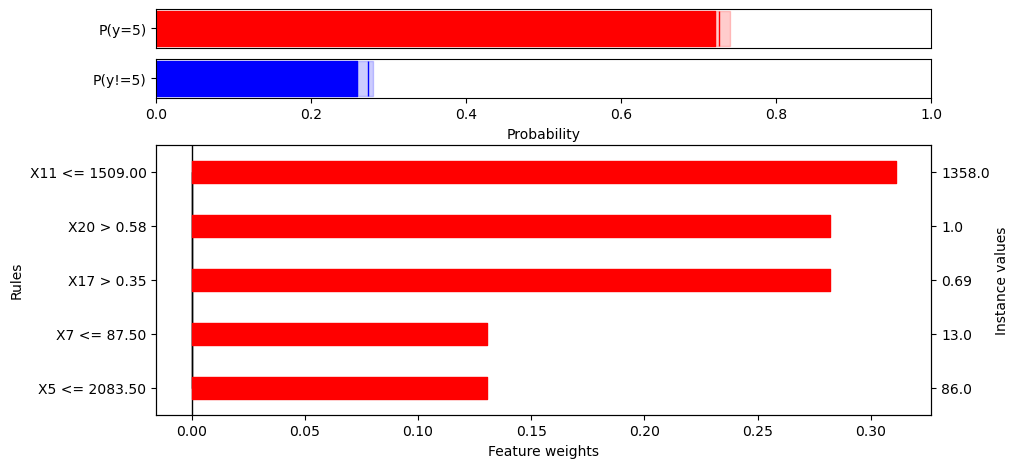 P(y=5)
P(y!=5)
0.0 0.2 0.4 0.6 0.8 1.0
Probability
X11 <= 1509.00 1358.0
X20 > 0.58 1.0
X17 > 0.35 0.69
X7 <= 87.50 13.0
X5 <= 2083.50 86.0
Rules
Instance values
0.00 0.05 0.10 0.15 0.20 0.25 0.30
Feature weights